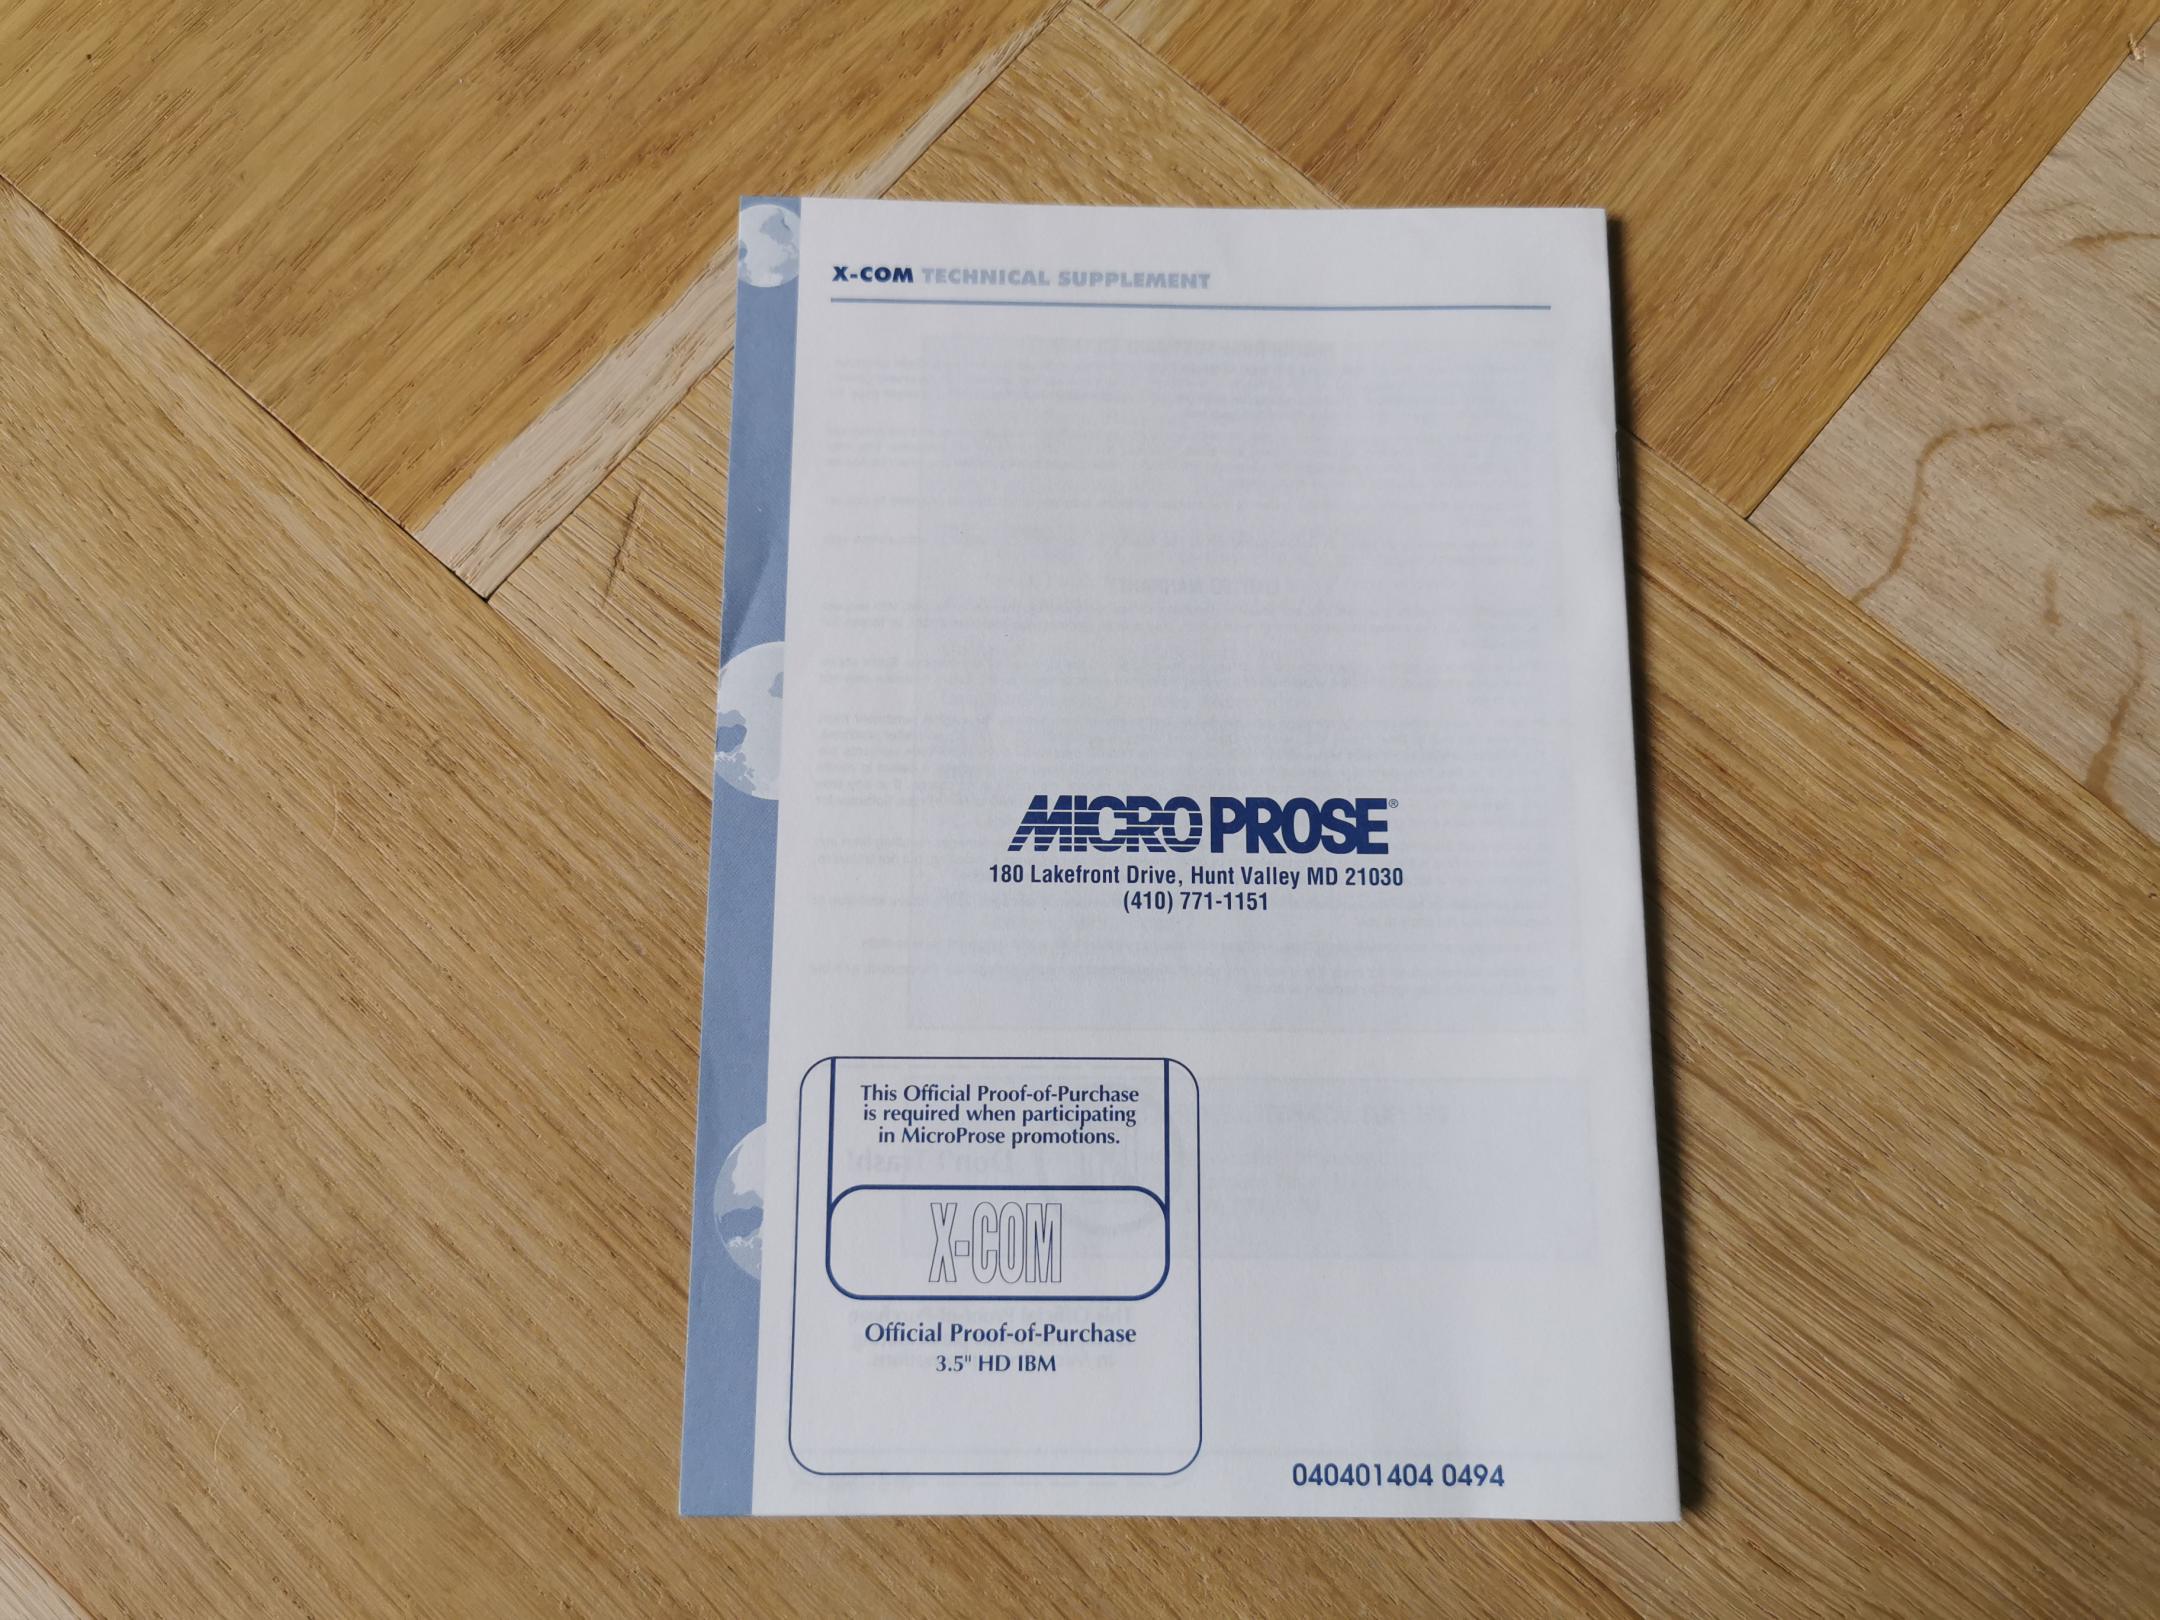 X-COM TECHNICAL SUPPLEMENT
MICROPROSE®
180 Lakefront Drive, Hunt Valley MD 21030
(410) 771-1151
This Official Proof-of-Purchase
is required when participating
in MicroProse promotions.
X-COM
Official Proof-of-Purchase
3.5" HD IBM
040401404 0494